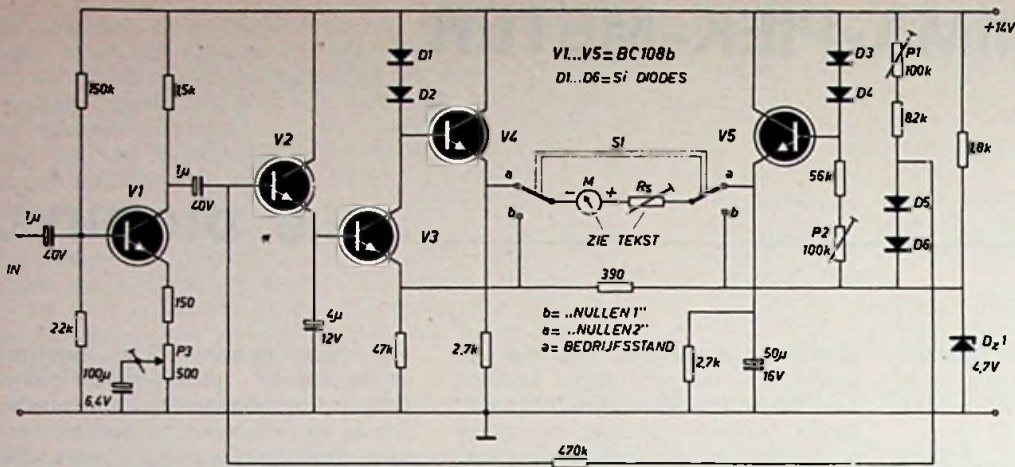 +14V
V1...V5=BC108b
D1...D6=Si DIODES
D1
D2
D3
D4
P1
100k
150k
15k
V2
V4
V5
82k
S1
1,8k
1µ
40V
a
M
Rs
a
56k
D5
V1
b
b
P2
100k
D6
1µ
40V
V3
ZIE TEKST
IN
390
150
b= „NULLEN 1"
a= „NULLEN 2"
a= BEDRIJFSSTAND
22k
P3
500
4µ
12V
47k
2,7k
2,7k
50µ
16V
Dz1
4,7V
100µ
6,4V
470k